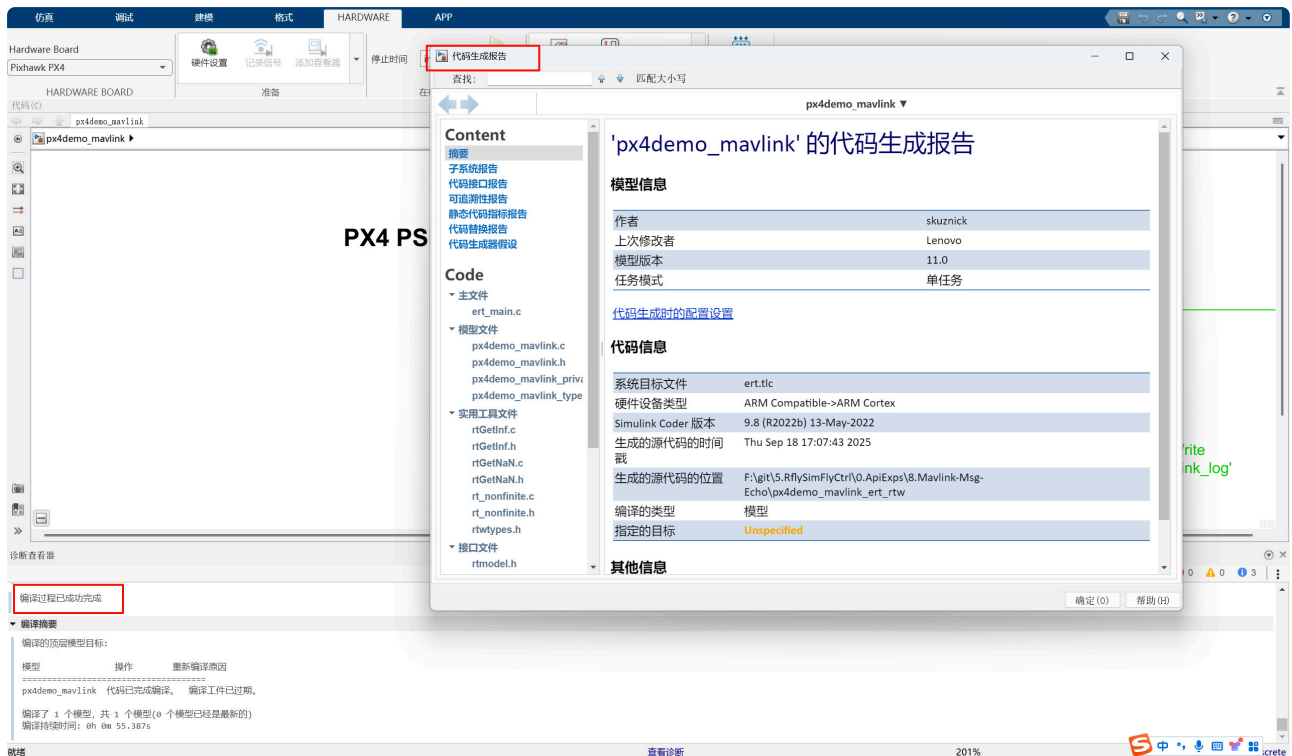 仿真 调试 建模 格式 HARDWARE APP
Hardware Board
Pixhawk PX4
HARDWARE BOARD
硬件设置 记录信号 添加查看器
准备
停止时间
代码(C)
px4demo_mavlink
px4demo_mavlink
PX4 PS
代码生成报告
查找: 匹配大小写
px4demo_mavlink ▼
Content
摘要
子系统报告
代码接口报告
可追溯性报告
静态代码指标报告
代码替换报告
代码生成器假设
Code
主文件
ert_main.c
模型文件
px4demo_mavlink.c
px4demo_mavlink.h
px4demo_mavlink_priva
px4demo_mavlink_type
实用工具文件
rtGetInf.c
rtGetInf.h
rtGetNaN.c
rtGetNaN.h
rt_nonfinite.c
rt_nonfinite.h
rtwtypes.h
接口文件
rtmodel.h
'px4demo_mavlink' 的代码生成报告
模型信息
作者 skuznick
上次修改者 Lenovo
模型版本 11.0
任务模式 单任务
代码生成时的配置设置
代码信息
系统目标文件 ert.tlc
硬件设备类型 ARM Compatible->ARM Cortex
Simulink Coder 版本 9.8 (R2022b) 13-May-2022
生成的源代码的时间戳 Thu Sep 18 17:07:43 2025
生成的源代码的位置 F:\git\5.RflySimFlyCtrl\0.ApiExps\8.Mavlink-Msg-
Echo\px4demo_mavlink_ert_rtw
编译的类型 模型
指定的目标 Unspecified
其他信息
确定(O) 帮助(H)
rite
nk_log'
诊断查看器
0 0 3
编译过程已成功完成
编译摘要
编译的顶层模型目标:
模型 操作 重新编译原因
=====================================
px4demo_mavlink 代码已完成编译。 编译工件已过期。
编译了 1 个模型, 共 1 个模型(0 个模型已经是最新的)
编译持续时间: 0h 0m 55.387s
就绪 查看诊断 201% screte
中